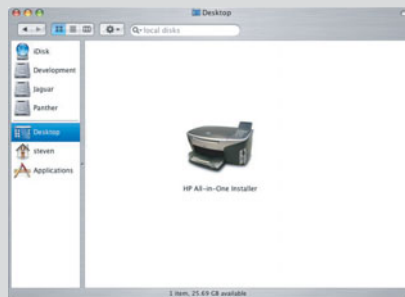 Desktop
local disks
iDisk
Development
Jaguar
Panther
Desktop
steven
Applications
HP All-in-One Installer
1 item, 25.69 GB available